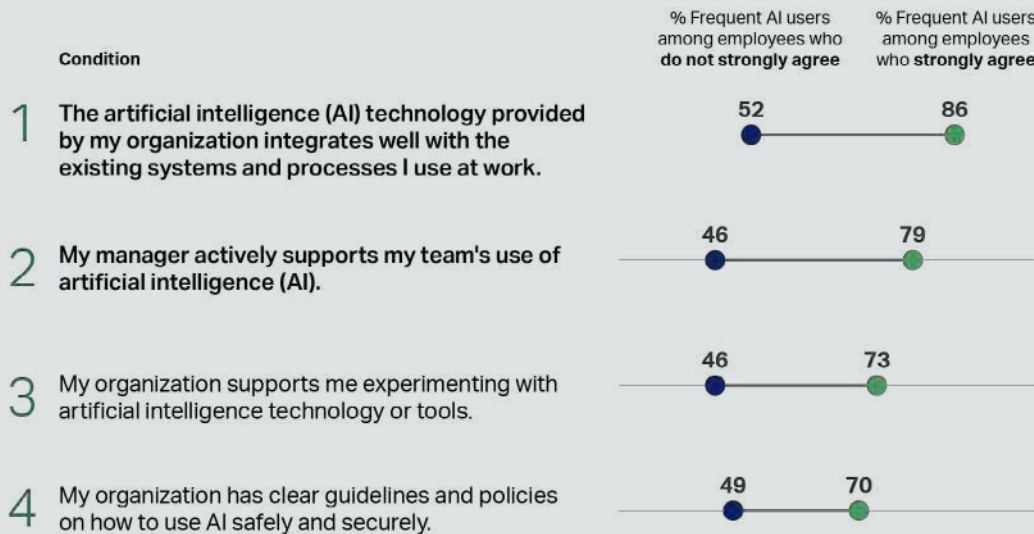 % Frequent AI users
among employees who
do not strongly agree
% Frequent AI users
among employees
who strongly agree
Condition
1
The artificial intelligence (AI) technology provided
by my organization integrates well with the
existing systems and processes I use at work.
52
86
2
My manager actively supports my team's use of
artificial intelligence (AI).
46
79
3
My organization supports me experimenting with
artificial intelligence technology or tools.
46
73
4
My organization has clear guidelines and policies
on how to use AI safely and securely.
49
70